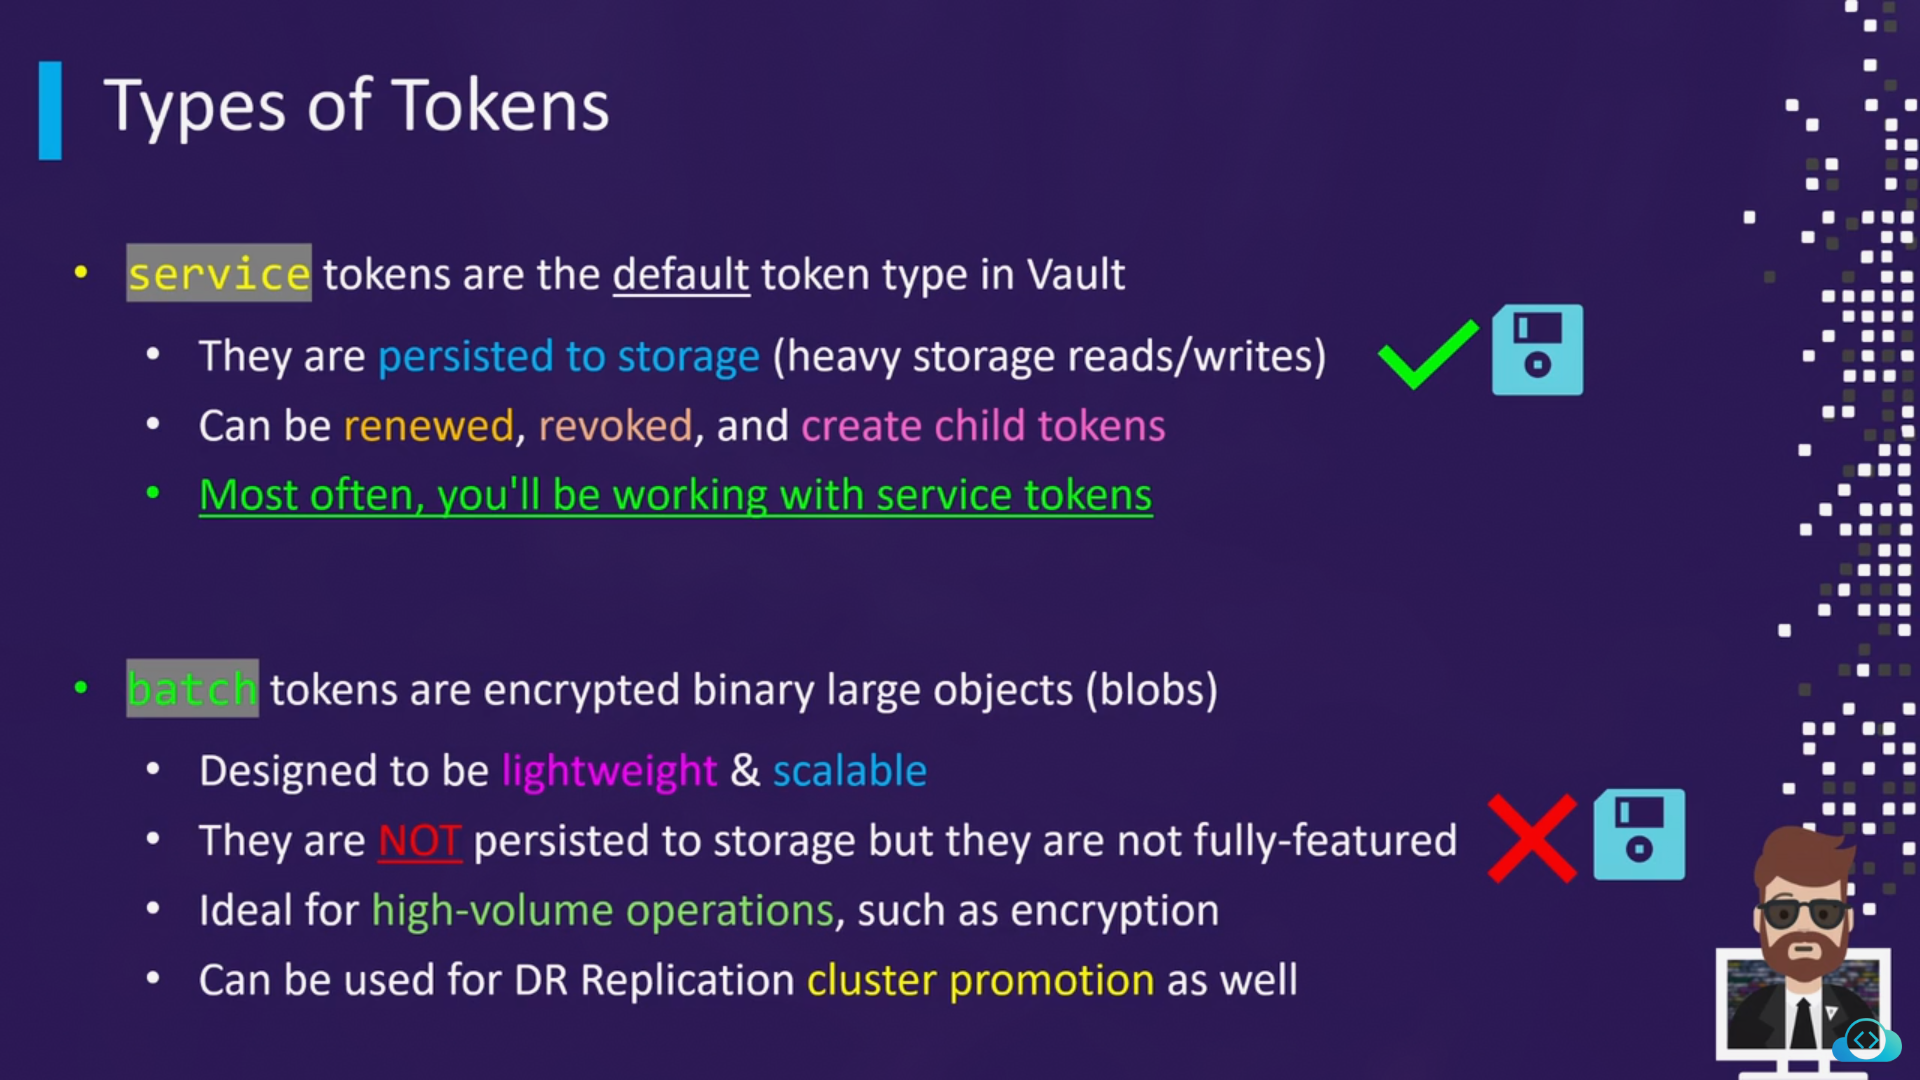 Types of Tokens
• service tokens are the default token type in Vault
• They are persisted to storage (heavy storage reads/writes)
• Can be renewed, revoked, and create child tokens
• Most often, you'll be working with service tokens
• batch tokens are encrypted binary large objects (blobs)
• Designed to be lightweight & scalable
• They are NOT persisted to storage but they are not fully-featured
• Ideal for high-volume operations, such as encryption
• Can be used for DR Replication cluster promotion as well